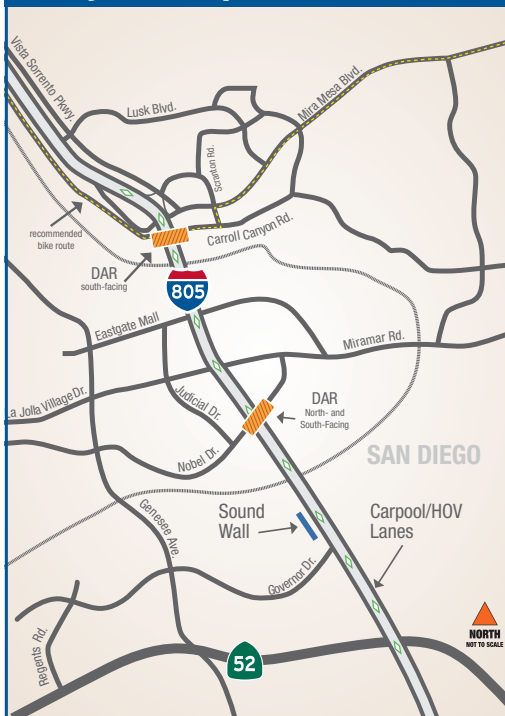 Vista Sorrento Pkwy.
Lusk Blvd.
Mira Mesa Blvd.
Scranton Rd.
recommended
bike route
Carroll Canyon Rd.
DAR
south-facing
805
Eastgate Mall
Miramar Rd.
La Jolla Village Dr.
Judicial Dr.
DAR
North- and
South-Facing
Nobel Dr.
SAN DIEGO
Genesee Ave.
Sound
Wall
Carpool/HOV
Lanes
Governor Dr.
Regents Rd.
52
NORTH
NOT TO SCALE